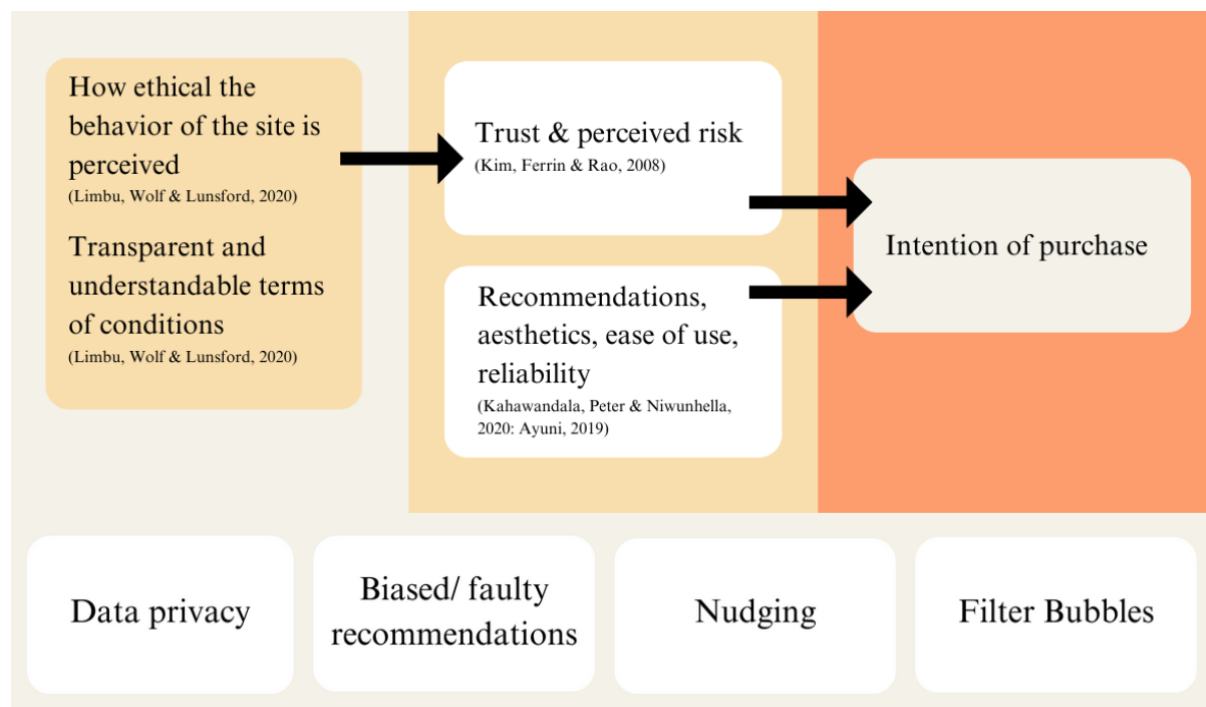 How ethical the
behavior of the site is
perceived
(Limbu, Wolf & Lunsford, 2020)
Transparent and
understandable terms
of conditions
(Limbu, Wolf & Lunsford, 2020)
Trust & perceived risk
(Kim, Ferrin & Rao, 2008)
Recommendations,
aesthetics, ease of use,
reliability
(Kahawandala, Peter & Niwunhella,
2020: Ayuni, 2019)
Intention of purchase
Data privacy
Biased/ faulty
recommendations
Nudging
Filter Bubbles